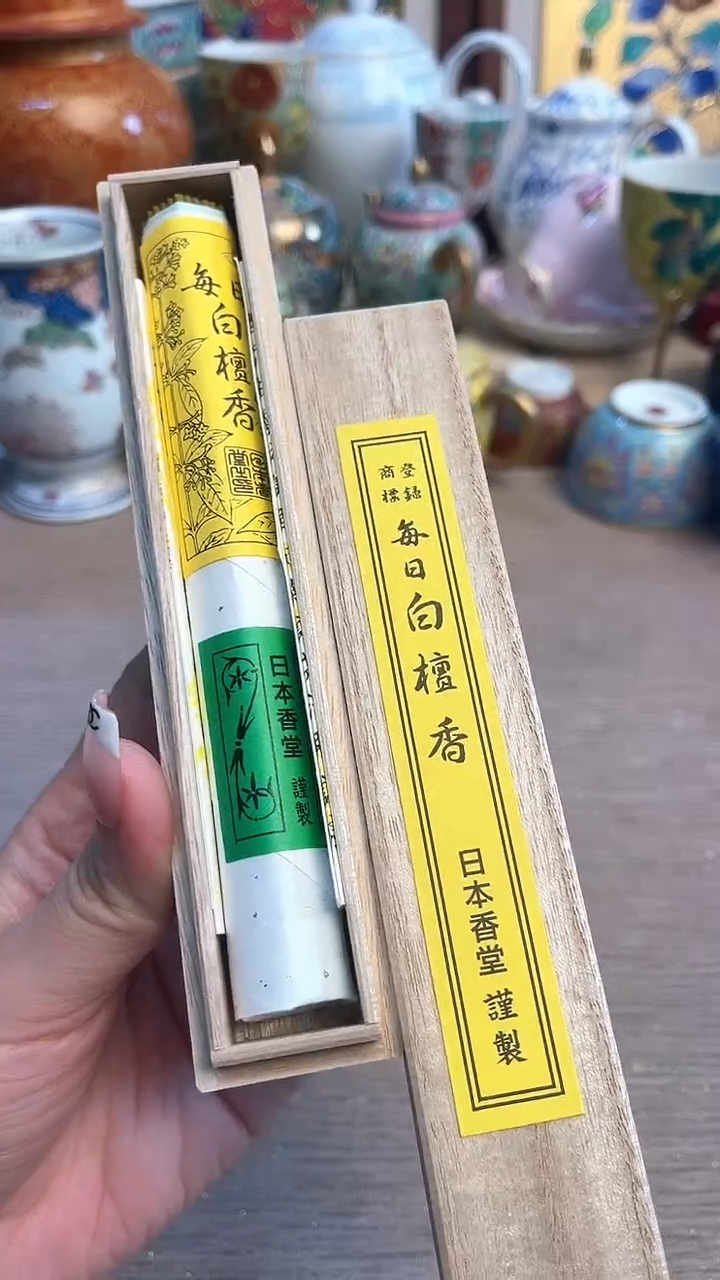 毎日
白檀香
日本香堂 謹製
登録
商標
毎日白檀香
日本香堂 謹製